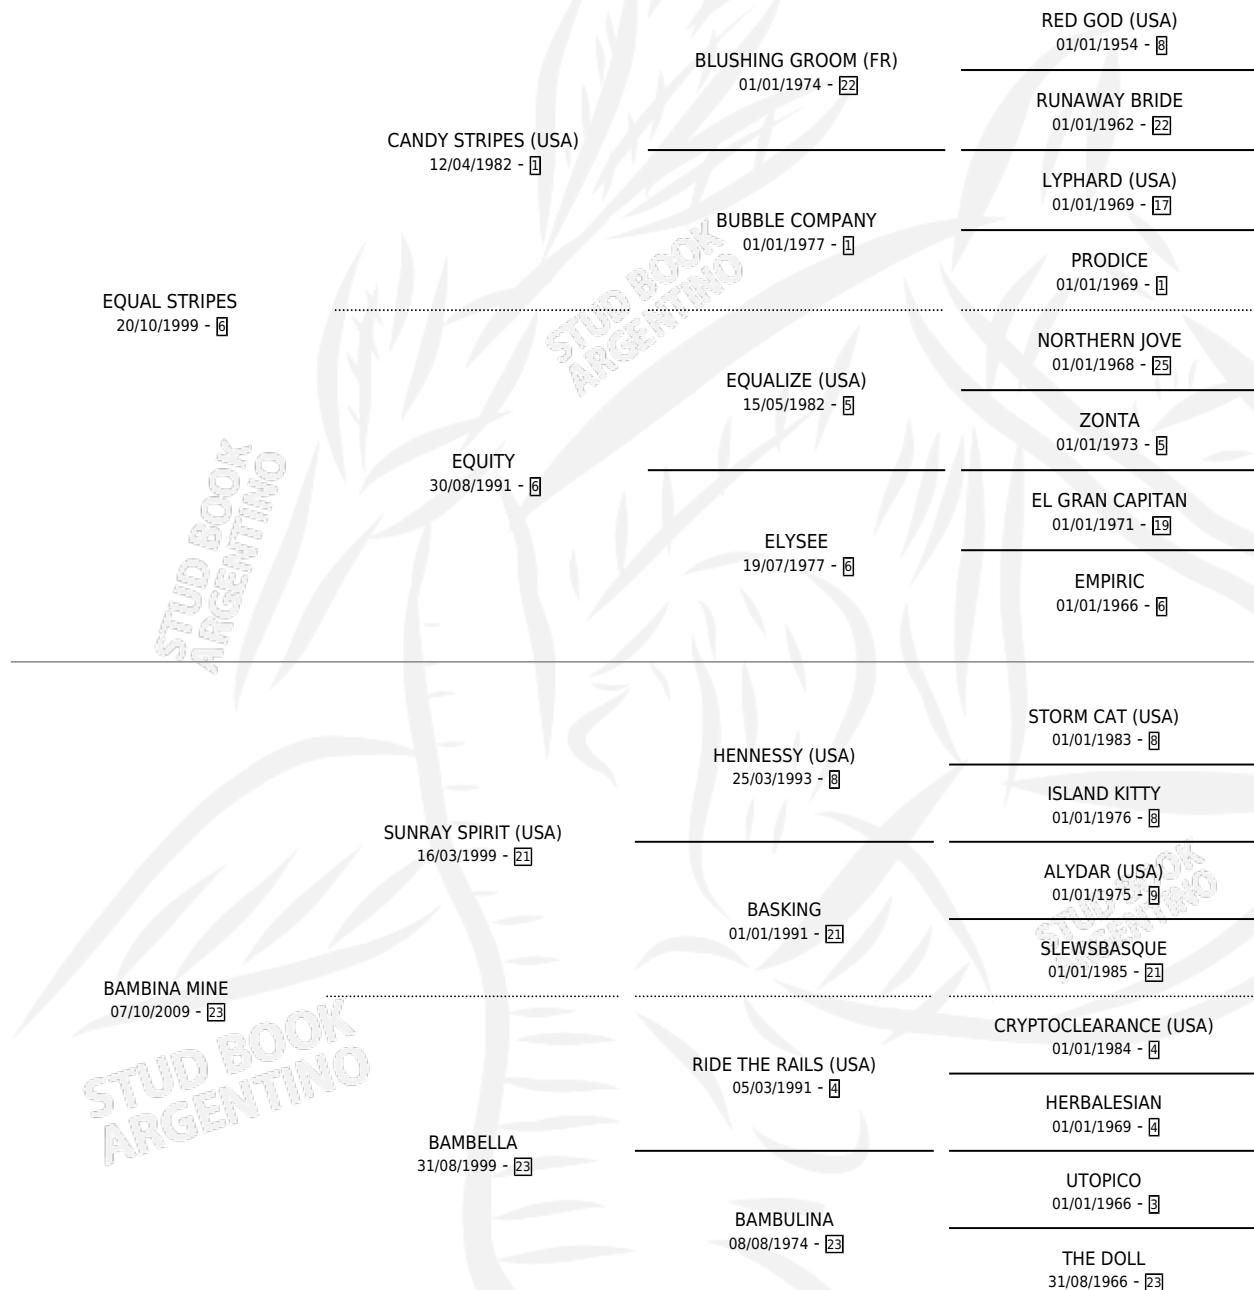 RED GOD (USA)
01/01/1954 - 8
BLUSHING GROOM (FR)
01/01/1974 - 22
RUNAWAY BRIDE
01/01/1962 - 22
CANDY STRIPES (USA)
12/04/1982 - 1
LYPHARD (USA)
01/01/1969 - 17
BUBBLE COMPANY
01/01/1977 - 1
PRODICE
01/01/1969 - 1
EQUAL STRIPES
20/10/1999 - 6
STUD BOOK
ARGENTINO
NORTHERN JOVE
01/01/1968 - 25
EQUALIZE (USA)
15/05/1982 - 5
ZONTA
01/01/1973 - 5
EQUITY
30/08/1991 - 6
EL GRAN CAPITAN
01/01/1971 - 19
ELYSEE
19/07/1977 - 6
EMPIRIC
01/01/1966 - 6
STUD BOOK
ARGENTINO
STORM CAT (USA)
01/01/1983 - 8
HENNESSY (USA)
25/03/1993 - 8
ISLAND KITTY
01/01/1976 - 8
SUNRAY SPIRIT (USA)
16/03/1999 - 21
ALYDAR (USA)
01/01/1975 - 9
BASKING
01/01/1991 - 21
SLEWSBASQUE
01/01/1985 - 21
STUD BOOK
ARGENTINO
BAMBINA MINE
07/10/2009 - 23
CRYPTOCLEARANCE (USA)
01/01/1984 - 4
RIDE THE RAILS (USA)
05/03/1991 - 4
HERBALESIAN
01/01/1969 - 4
STUD BOOK
ARGENTINO
BAMBELLA
31/08/1999 - 23
UTOPICO
01/01/1966 - 3
BAMBULINA
08/08/1974 - 23
THE DOLL
31/08/1966 - 23